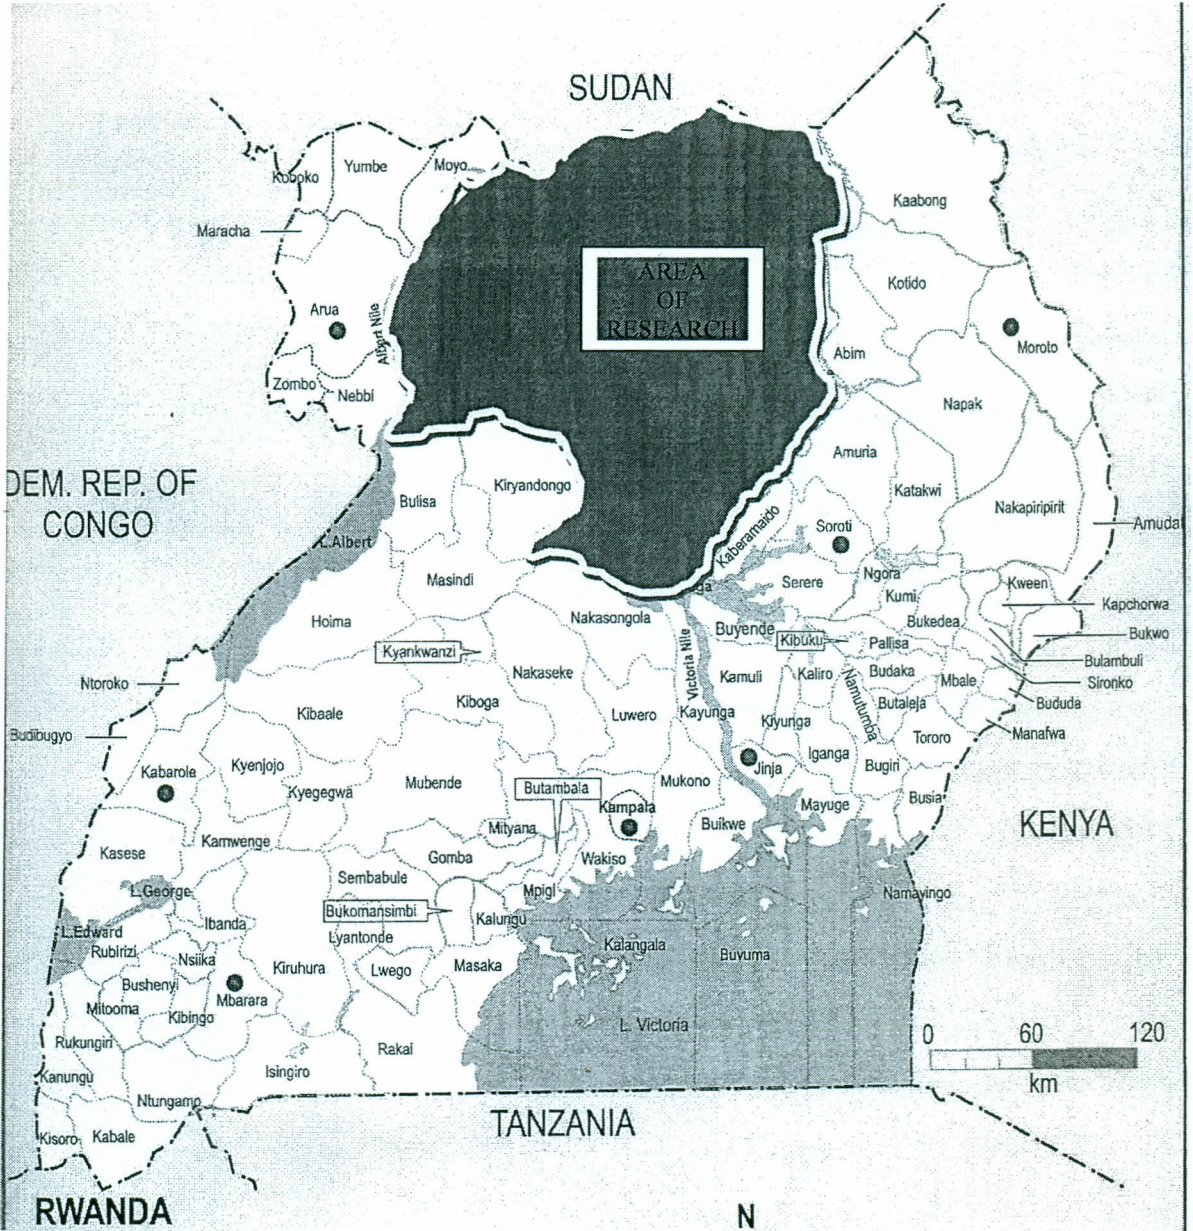 SUDAN
Koboko
Yumbe
Moyo
Kaabong
Maracha
AREA
OF
RESEARCH
Kotido
Arua
Albert Nile
Moroto
Abim
Zombo
Nebbi
Napak
Amuria
DEM. REP. OF
CONGO
Bulisa
Kiryandongo
Katakwi
Nakapiripirit
Kaberamaido
Soroti
L.Albert
Masindi
Serere
Ngora
Kween
Kumi
Kapchorwa
Hoima
Nakasongola
Buyende
Bukedea
Kibuku
Pallisa
Bukwo
Kyankwanzi
Victoria Nile
Bulambuli
Nakaseke
Kamuli
Kaliro
Budaka
Mbale
Sironko
Ntoroko
Kiboga
Namutumba
Butaleja
Bududa
Kibaale
Luwero
Kayunga
Kiyunga
Tororo
Manafwa
Budibugyo
Iganga
Kabarole
Kyenjojo
Mubende
Mukono
Jinja
Bugiri
Kyegegwa
Butambala
Kampala
Mayuge
Busia
KENYA
Mityana
Buikwe
Kamwenge
Kasese
Gomba
Wakiso
Sembabule
Mpigi
L.George
Namayingo
Bukomansimbi
Kalungu
Ibanda
L.Edward
Lyantonde
Kalangala
Rubirizi
Nsiika
Kiruhura
Lwego
Masaka
Buvuma
Bushenyi
Mbarara
Mitooma
Kibingo
L. Victoria
0 60 120
km
Rukungiri
Rakai
Isingiro
Kanungu
Ntungamo
TANZANIA
Kisoro
Kabale
RWANDA
N